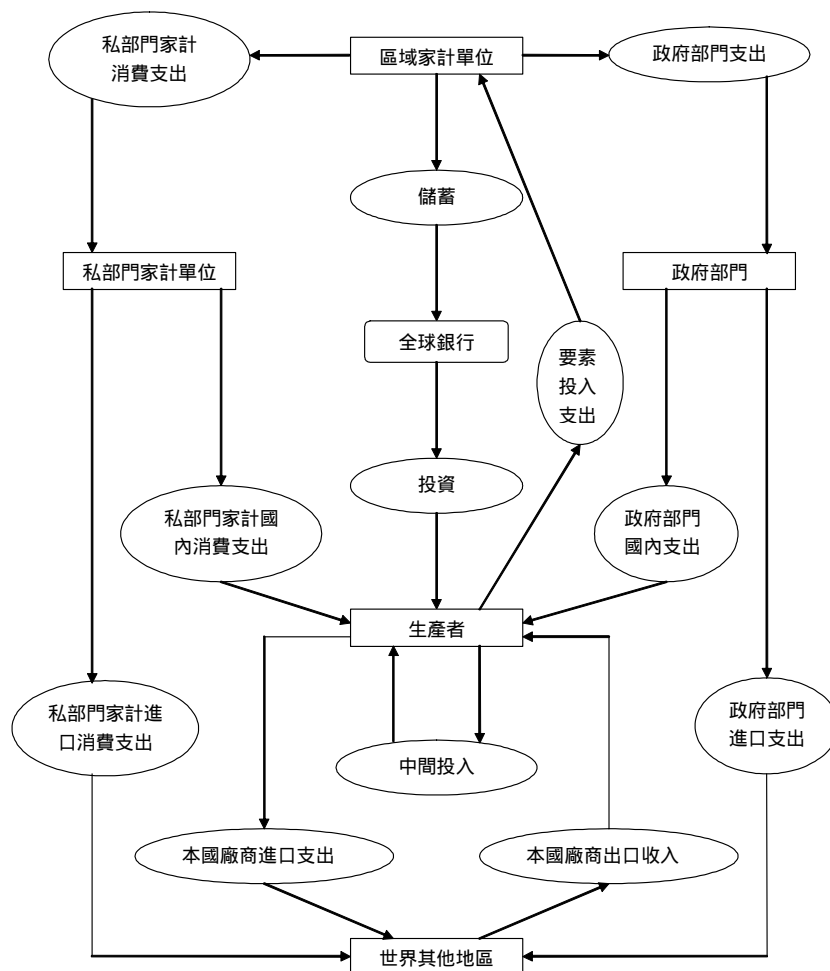 私部門家計
消費支出
區域家計單位
政府部門支出
儲蓄
私部門家計單位
政府部門
全球銀行
要素
投入
支出
投資
私部門家計國
內消費支出
政府部門
國內支出
生產者
私部門家計進
口消費支出
政府部門
進口支出
中間投入
本國廠商進口支出
本國廠商出口收入
世界其他地區